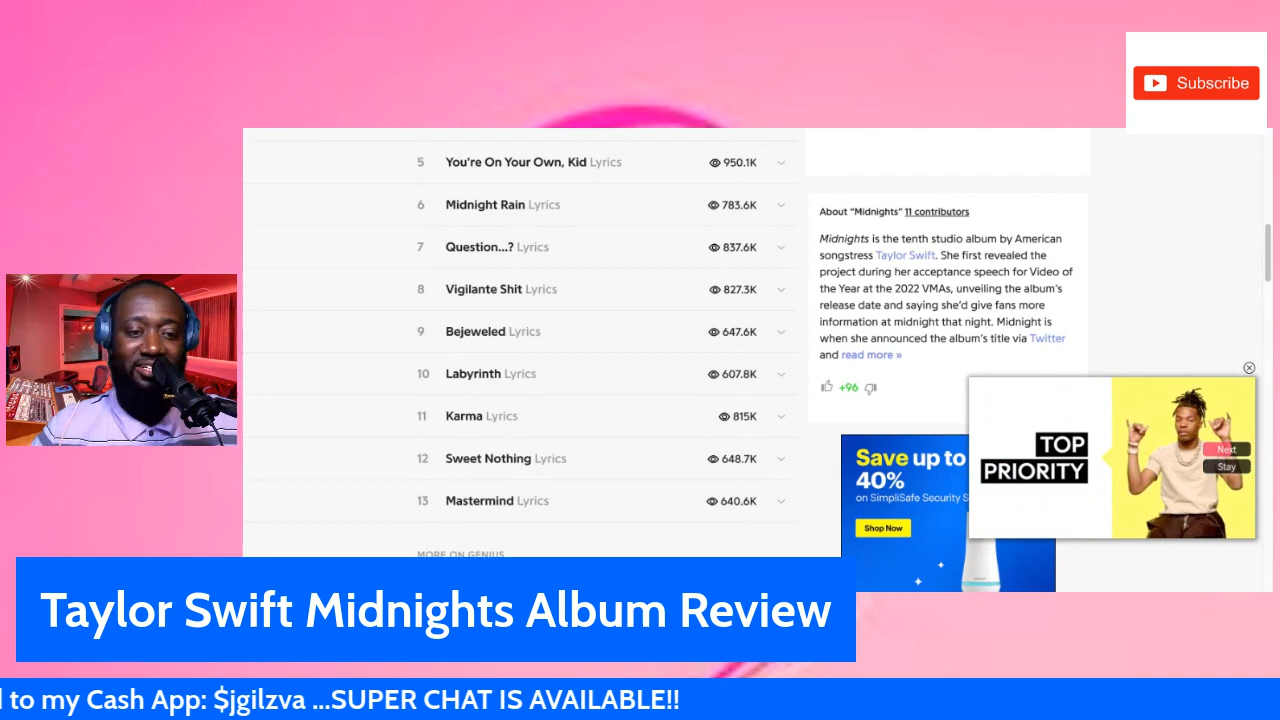 Subscribe
5 You're On Your Own, Kid Lyrics 950.1K
6 Midnight Rain Lyrics 783.6K
7 Question...? Lyrics 837.6K
8 Vigilante Shit Lyrics 827.3K
9 Bejeweled Lyrics 647.6K
10 Labyrinth Lyrics 607.8K
11 Karma Lyrics 815K
12 Sweet Nothing Lyrics 648.7K
13 Mastermind Lyrics 640.6K
MORE ON GENIUS
About “Midnights” 11 contributors
Midnights is the tenth studio album by American
songstress Taylor Swift. She first revealed the
project during her acceptance speech for Video of
the Year at the 2022 VMAs, unveiling the album’s
release date and saying she’d give fans more
information at midnight that night. Midnight is
when she announced the album’s title via Twitter
and read more »
+96
Save up to
40%
on SimpliSafe Security S
Shop Now
TOP
PRIORITY
Next
Stay
Taylor Swift Midnights Album Review
to my Cash App: $jgilzva ...SUPER CHAT IS AVAILABLE!!